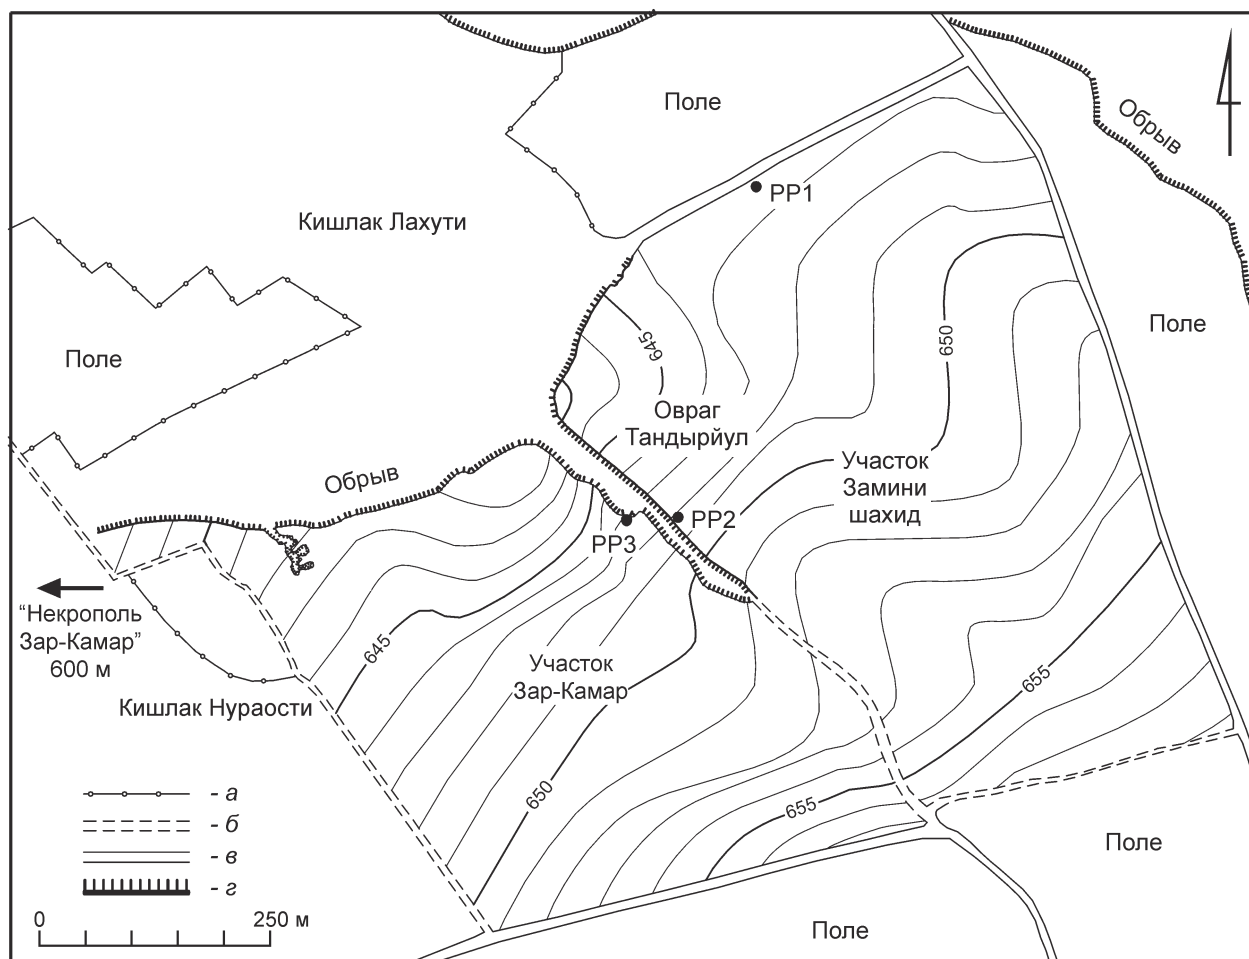 Поле
Обрыв
РР1
Кишлак Лахути
Поле
Поле
645
650
Овраг
Тандырйул
Участок
Замини
шахид
Обрыв
РР2
РР3
“Некрополь
Зар-Камар”
600 м
645
Участок
Зар-Камар
655
Кишлак Нураости
650
655
- а
- б
- в
- г
0 250 м
Поле
Поле